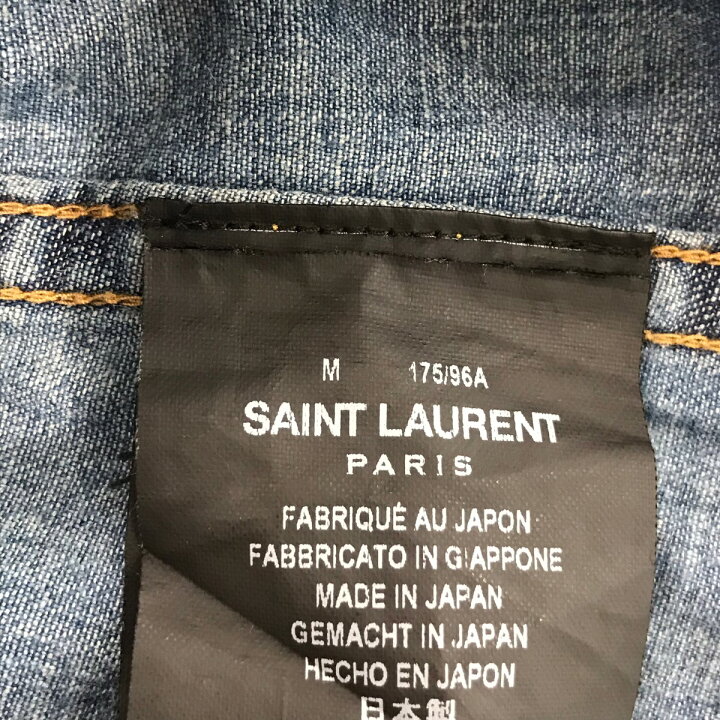 M 175/96A
SAINT LAURENT
PARIS
FABRIQUÉ AU JAPON
FABBRICATO IN GIAPPONE
MADE IN JAPAN
GEMACHT IN JAPAN
HECHO EN JAPON
日本製